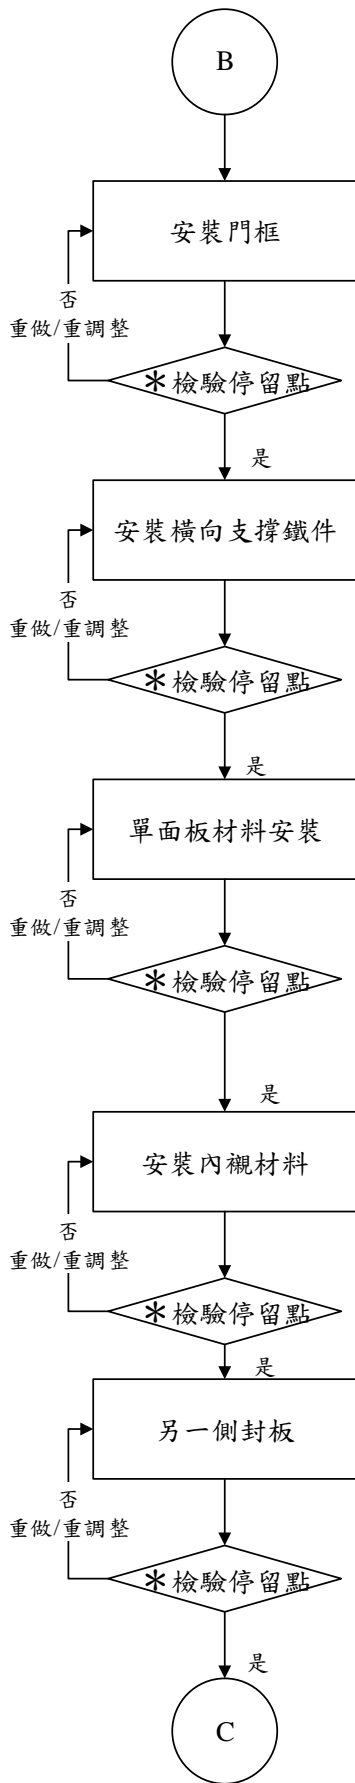 B
安裝門框
否
重做/重調整
＊檢驗停留點
是
安裝橫向支撐鐵件
否
重做/重調整
＊檢驗停留點
是
單面板材料安裝
否
重做/重調整
＊檢驗停留點
是
安裝內襯材料
否
重做/重調整
＊檢驗停留點
是
另一側封板
否
重做/重調整
＊檢驗停留點
是
C